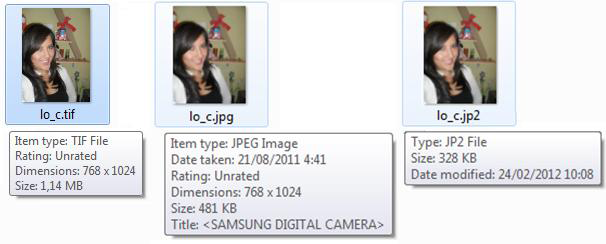 lo_c.tif
Item type: TIF File
Rating: Unrated
Dimensions: 768 x 1024
Size: 1,14 MB
lo_c.jpg
Item type: JPEG Image
Date taken: 21/08/2011 4:41
Rating: Unrated
Dimensions: 768 x 1024
Size: 481 KB
Title: <SAMSUNG DIGITAL CAMERA>
lo_c.jp2
Type: JP2 File
Size: 328 KB
Date modified: 24/02/2012 10:08